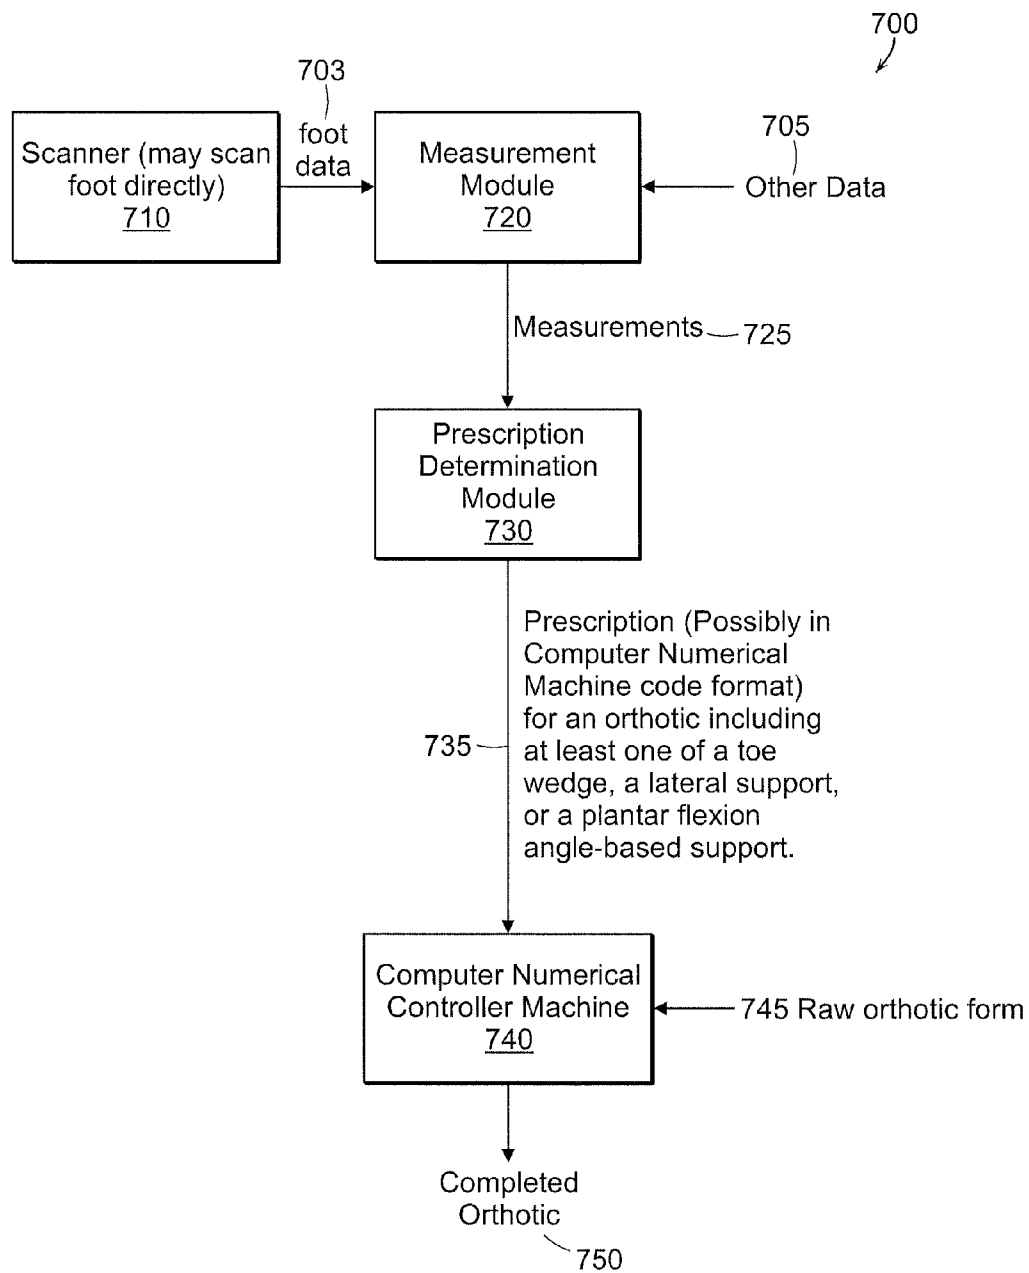 700
703
foot
data
Scanner (may scan
foot directly)
710
Measurement
Module
720
705
Other Data
Measurements 725
Prescription
Determination
Module
730
735
Prescription (Possibly in
Computer Numerical
Machine code format)
for an orthotic including
at least one of a toe
wedge, a lateral support,
or a plantar flexion
angle-based support.
Computer Numerical
Controller Machine
740
745 Raw orthotic form
Completed
Orthotic
750